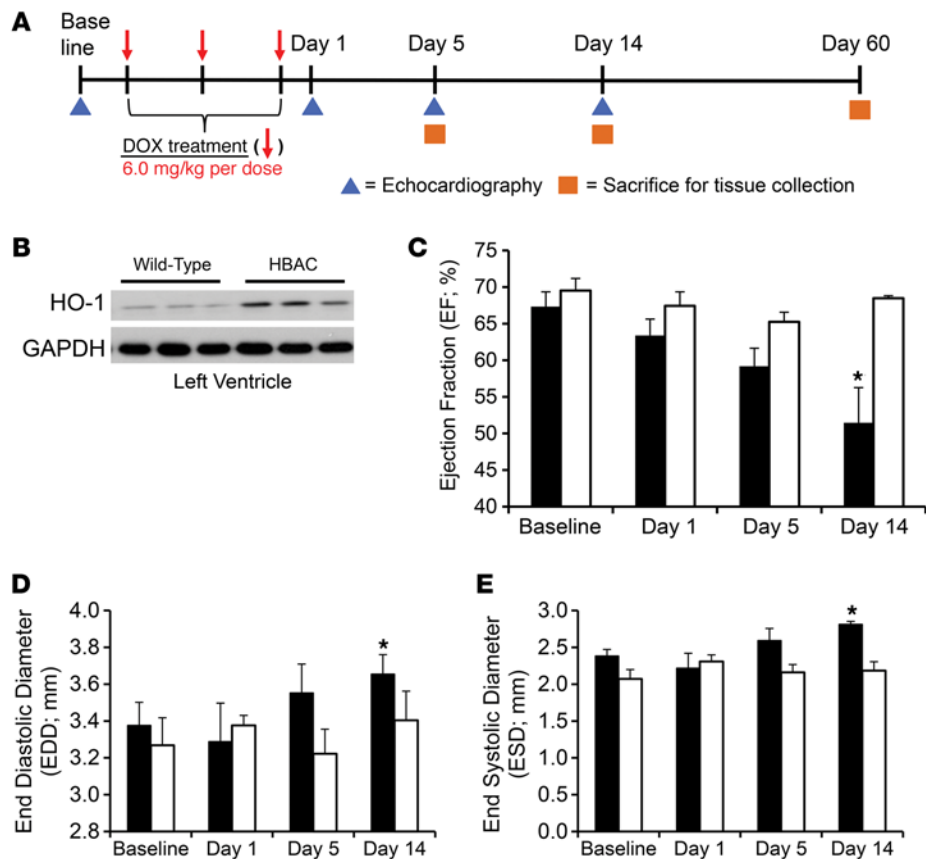 A
Base
line
Day 1
Day 5
Day 14
Day 60
DOX treatment (↓)
6.0 mg/kg per dose
= Echocardiography
= Sacrifice for tissue collection
B
Wild-Type
HBAC
HO-1
GAPDH
Left Ventricle
C
Ejection Fraction (EF; %)
75
70
65
60
55
50
45
40
*
Baseline
Day 1
Day 5
Day 14
D
End Diastolic Diameter
(EDD; mm)
4.0
3.8
3.6
3.4
3.2
3.0
2.8
*
Baseline
Day 1
Day 5
Day 14
E
End Systolic Diameter
(ESD; mm)
3.0
2.5
2.0
1.5
1.0
0.5
0.0
*
Baseline
Day 1
Day 5
Day 14